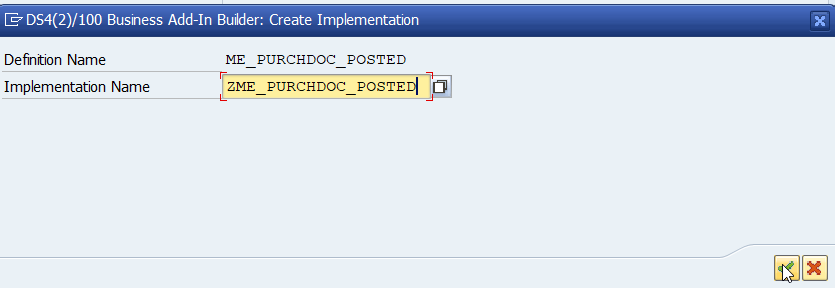 DS4(2)/100 Business Add-In Builder: Create Implementation
Definition Name ME_PURCHDOC_POSTED
Implementation Name ZME_PURCHDOC_POSTED